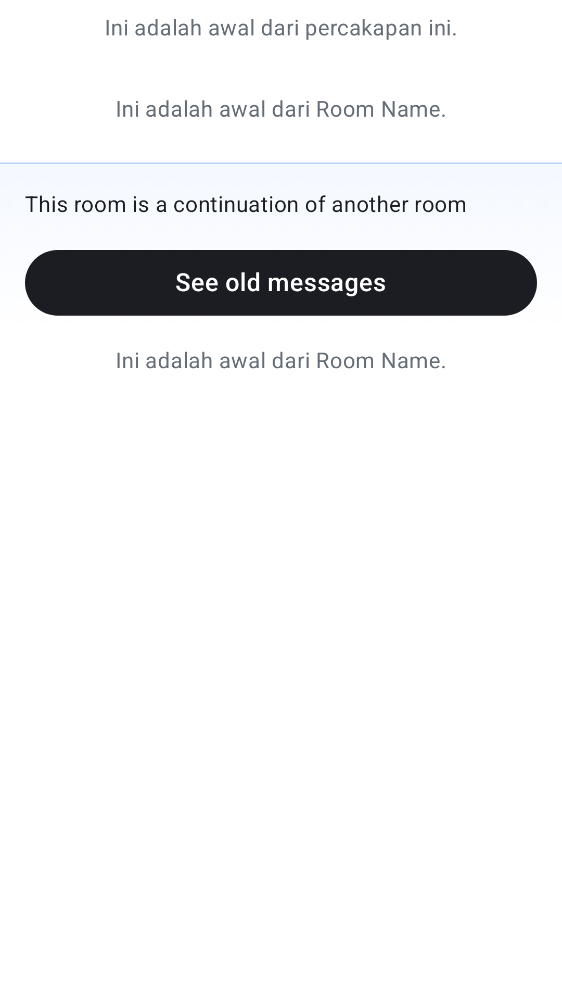 Ini adalah awal dari percakapan ini.
Ini adalah awal dari Room Name.
This room is a continuation of another room
See old messages
Ini adalah awal dari Room Name.